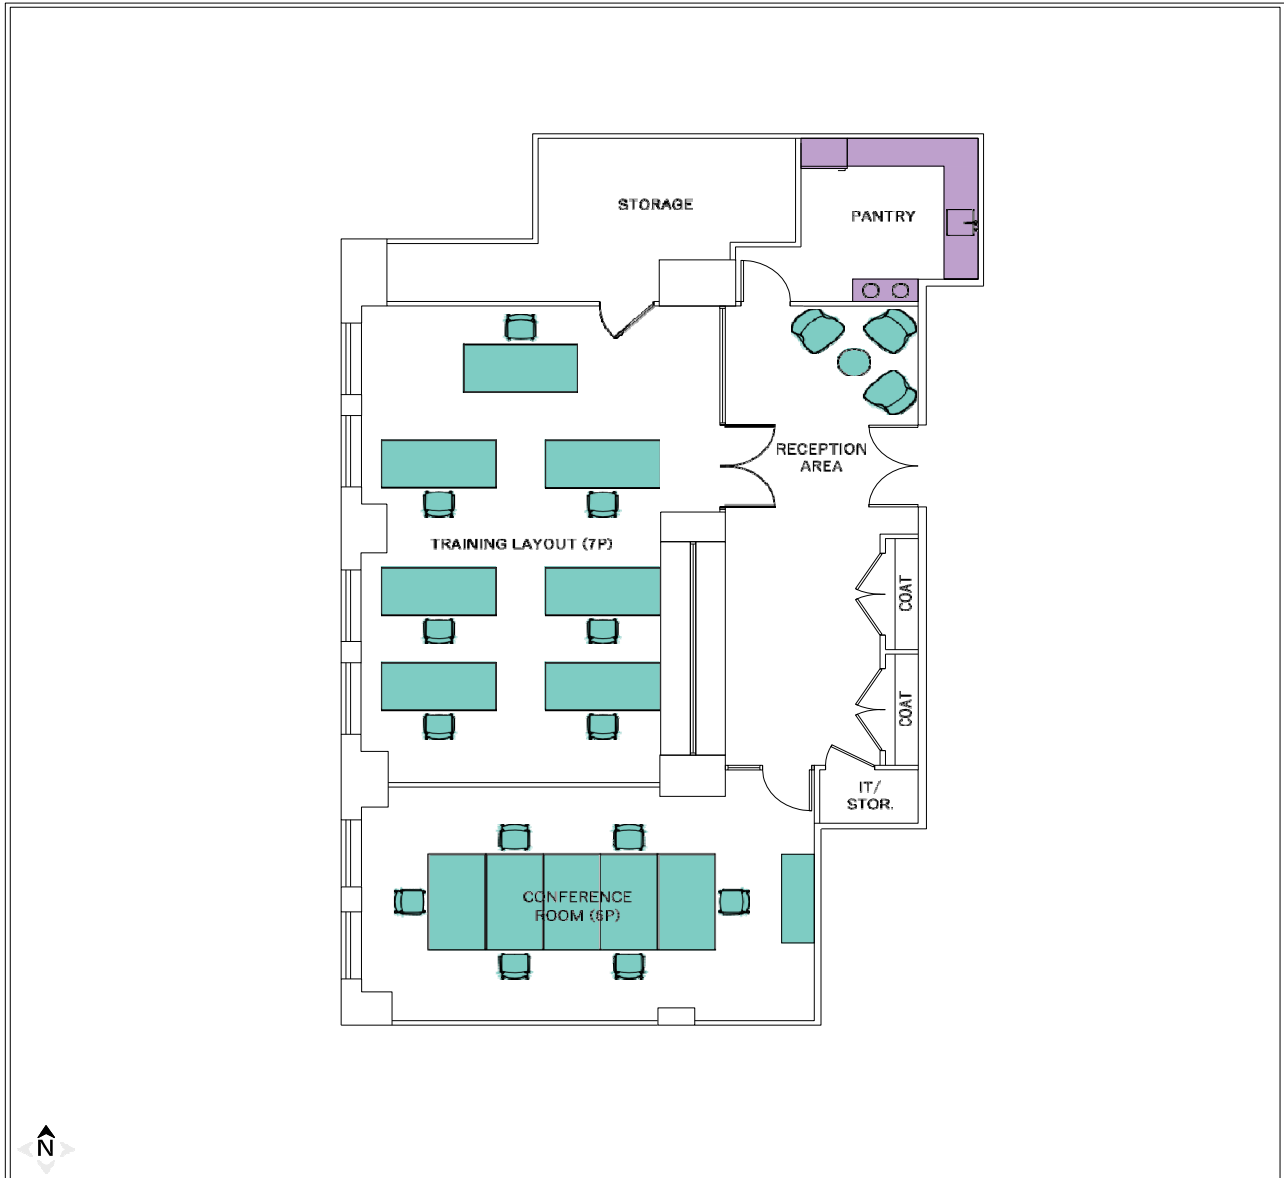 STORAGE
PANTRY
RECEPTION
AREA
TRAINING LAYOUT (7P)
COAT
COAT
IT/
STOR.
CONFERENCE
ROOM (6P)
N